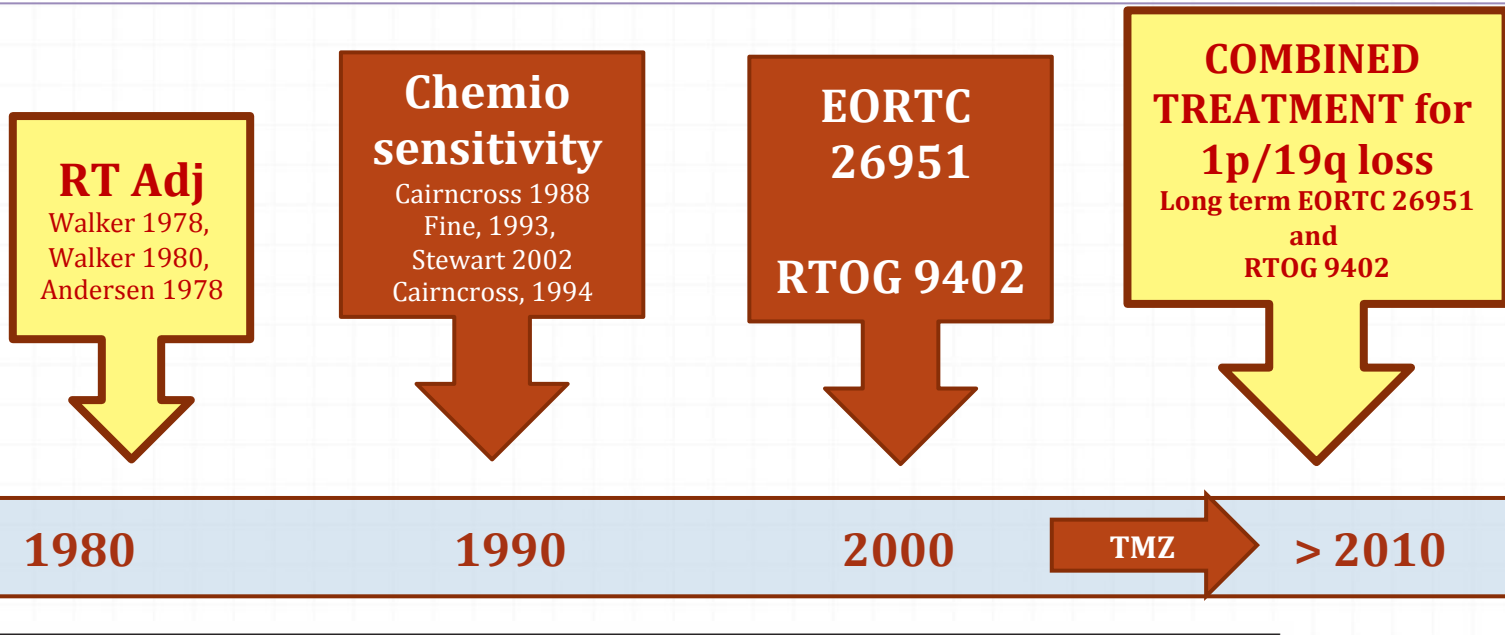 RT Adj
Walker 1978,
Walker 1980,
Andersen 1978
Chemio
sensitivity
Cairncross 1988
Fine, 1993,
Stewart 2002
Cairncross, 1994
EORTC
26951
RTOG 9402
COMBINED
TREATMENT for
1p/19q loss
Long term EORTC 26951
and
RTOG 9402
1980
1990
2000
TMZ
> 2010